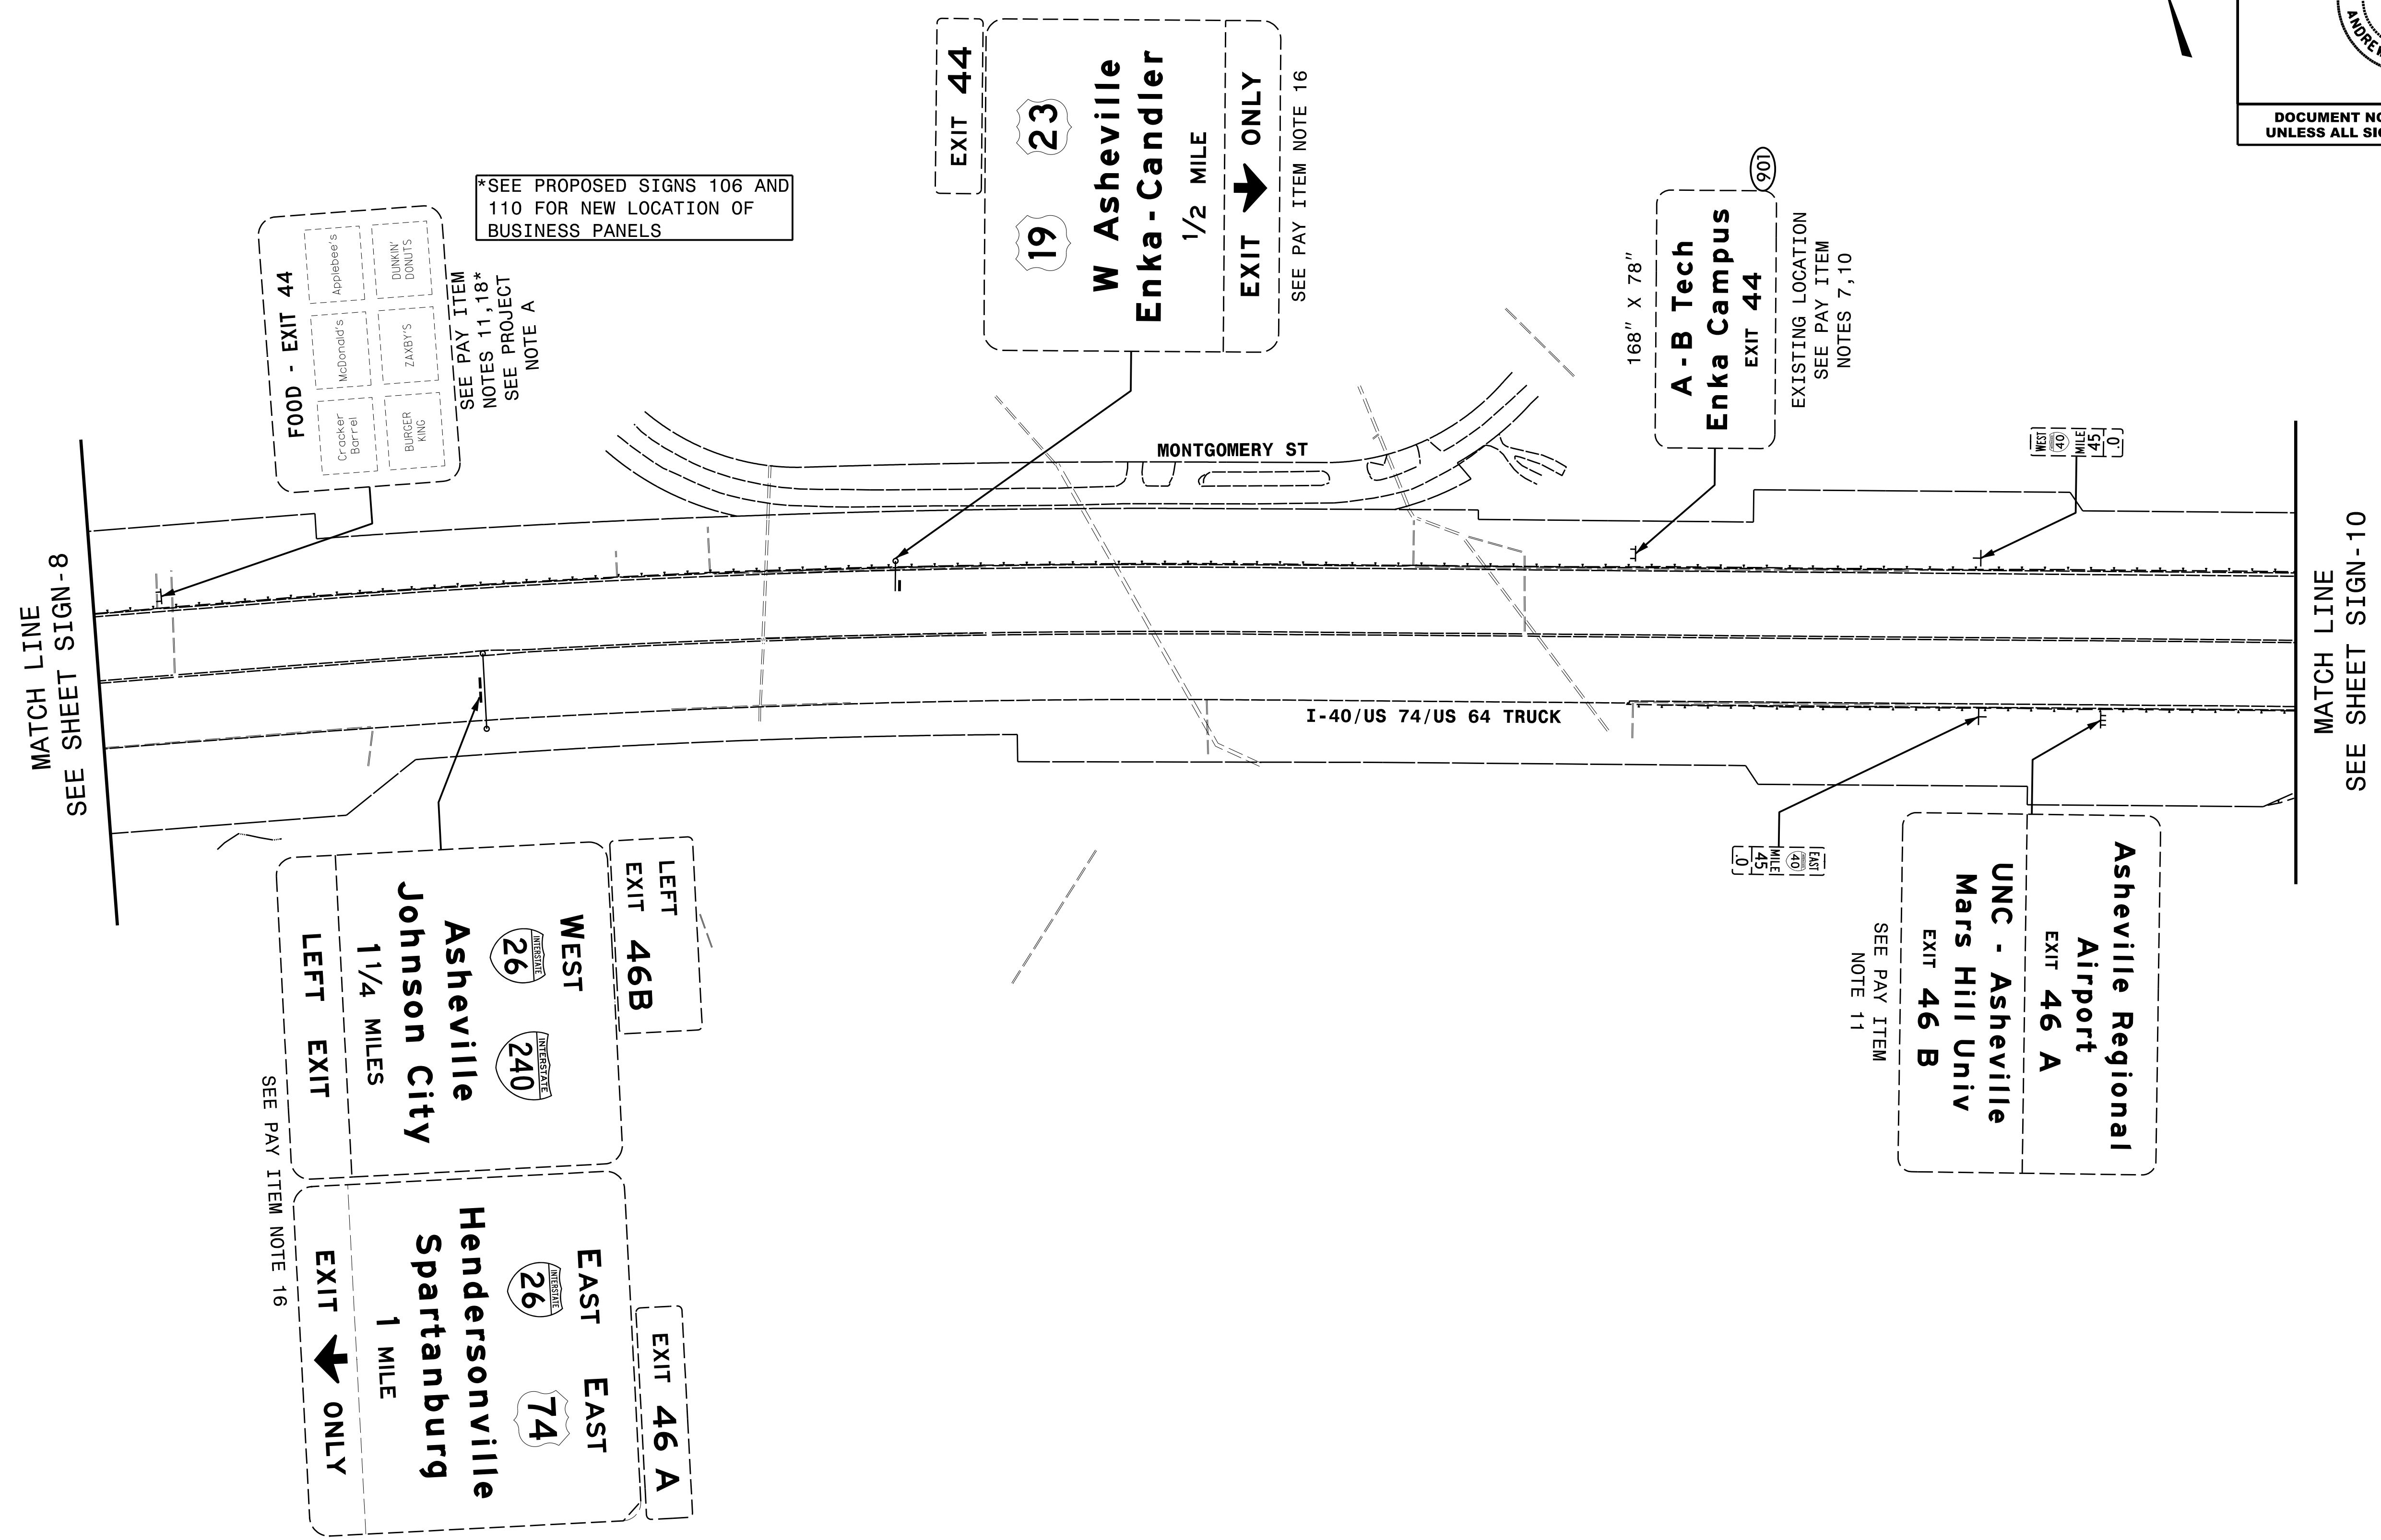 ANDREW
DOCUMENT NO
UNLESS ALL SI
*SEE PROPOSED SIGNS 106 AND
110 FOR NEW LOCATION OF
BUSINESS PANELS
FOOD - EXIT 44
Cracker
Barrel
McDonald's
Applebee's
BURGER
KING
ZAXBY'S
DUNKIN'
DONUTS
SEE PAY ITEM
NOTES 11,18*
SEE PROJECT
NOTE A
EXIT 44
19 23
W Asheville
Enka-Candler
1/2 MILE
EXIT ONLY
SEE PAY ITEM NOTE 16
168" X 78"
A-B Tech
Enka Campus
EXIT 44
901
EXISTING LOCATION
SEE PAY ITEM
NOTES 7,10
WEST
40
MILE
45
.0
MONTGOMERY ST
MATCH LINE
SEE SHEET SIGN-8
I-40/US 74/US 64 TRUCK
MATCH LINE
SEE SHEET SIGN-10
EAST
40
MILE
45
.0
LEFT
EXIT 46B
WEST
INTERSTATE
26
INTERSTATE
240
Asheville
Johnson City
1 1/4 MILES
LEFT EXIT
EXIT 46 A
EAST EAST
INTERSTATE
26
74
Hendersonville
Spartanburg
1 MILE
EXIT ONLY
SEE PAY ITEM NOTE 16
Asheville Regional
Airport
EXIT 46 A
UNC - Asheville
Mars Hill Univ
EXIT 46 B
SEE PAY ITEM
NOTE 11